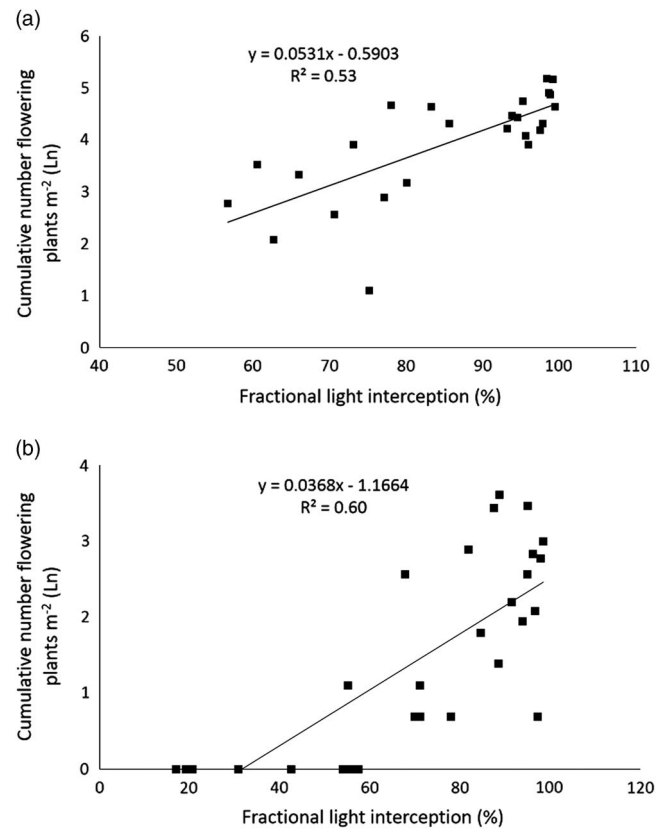 (a)
y = 0.0531x - 0.5903
R² = 0.53
Cumulative number flowering
plants m⁻² (Ln)
6
5
4
3
2
1
0
40 50 60 70 80 90 100 110
Fractional light interception (%)
(b)
y = 0.0368x - 1.1664
R² = 0.60
Cumulative number flowering
plants m⁻² (Ln)
4
3
2
1
0
0 20 40 60 80 100 120
Fractional light interception (%)